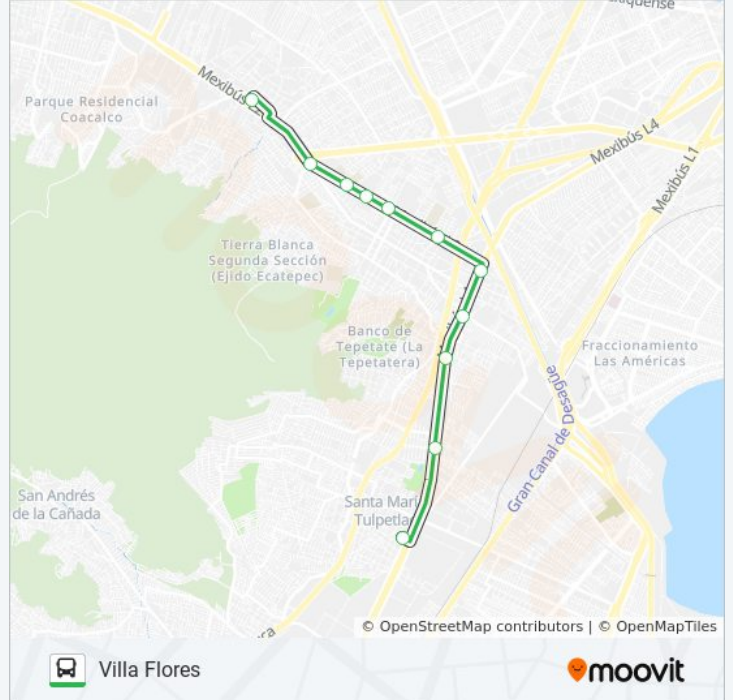 Mexibús
Parque Residencial
Coacalco
Mexibús L4
Mexibús L1
Tierra Blanca
Segunda Sección
(Ejido Ecatepec)
Banco de
Tepetate (La
Tepetatera)
Fraccionamiento
Las Américas
Gran Canal de Desagüe
San Andrés
de la Cañada
Santa Mar
Tulpetla
© OpenStreetMap contributors | © OpenMapTiles
Villa Flores
moovit